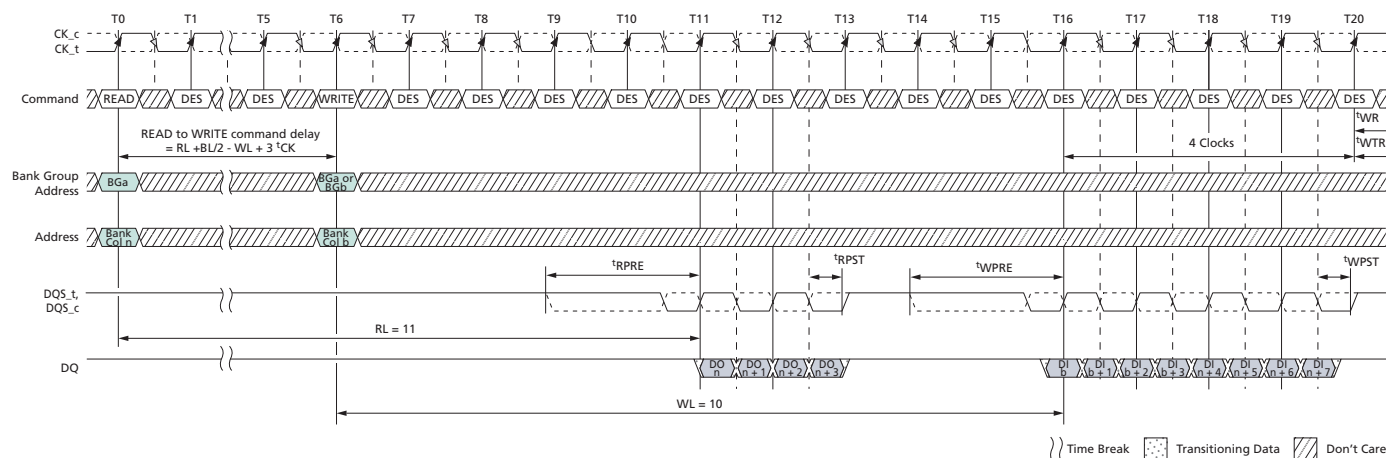 T0 T1 T5 T6 T7 T8 T9 T10 T11 T12 T13 T14 T15 T16 T17 T18 T19 T20
CK_c
CK_t
Command READ DES DES WRITE DES DES DES DES DES DES DES DES DES DES DES DES DES DES
READ to WRITE command delay
= RL +BL/2 - WL + 3 tCK
4 Clocks
tWR
tWTR
Bank Group
Address
BGa
BGa or
BGb
Address
Bank
Col n
Bank
Col b
tRPRE
tRPST
tWPRE
tWPST
DQS_t,
DQS_c
RL = 11
DQ
DO
n
DO
n + 1
DO
n + 2
DO
n + 3
DI
b
DI
b + 1
DI
b + 2
DI
b + 3
DI
n + 4
DI
n + 5
DI
n + 6
DI
n + 7
WL = 10
Time Break Transitioning Data Don't Care